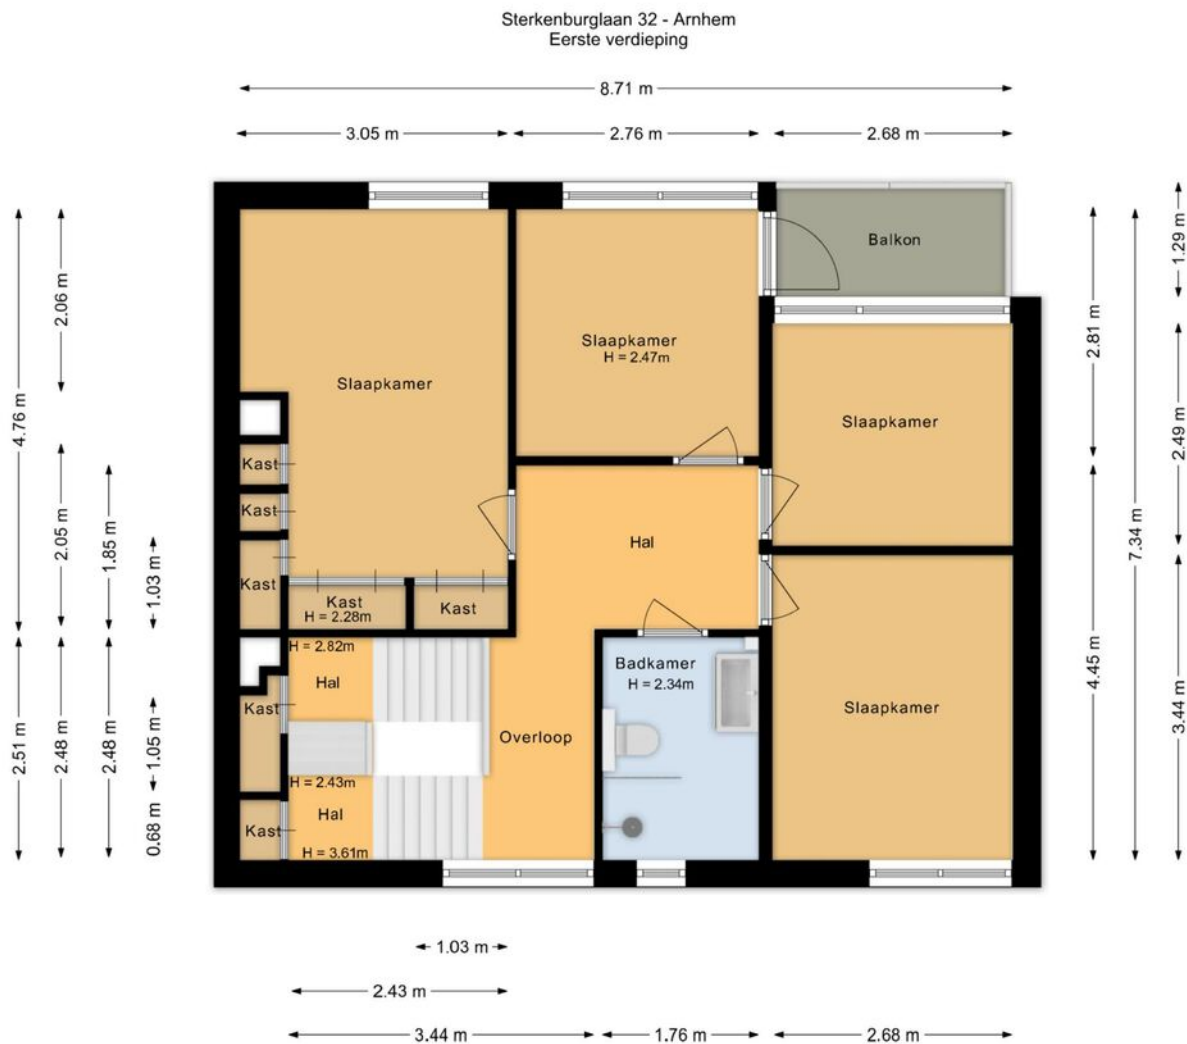 Sterkenburglaan 32 - Arnhem
Eerste verdieping
8.71 m
3.05 m
2.76 m
2.68 m
Balkon
1.29 m
2.06 m
2.81 m
Slaapkamer
H = 2.47m
Slaapkamer
4.76 m
Slaapkamer
2.49 m
Kast
Kast
2.05 m
1.85 m
7.34 m
Hal
1.03 m
Kast
Kast
H = 2.28m
Kast
H = 2.82m
Hal
Badkamer
H = 2.34m
4.45 m
Kast
Slaapkamer
3.44 m
Overloop
2.51 m
2.48 m
2.48 m
1.05 m
H = 2.43m
Hal
0.68 m
Kast
H = 3.61m
1.03 m
2.43 m
3.44 m
1.76 m
2.68 m